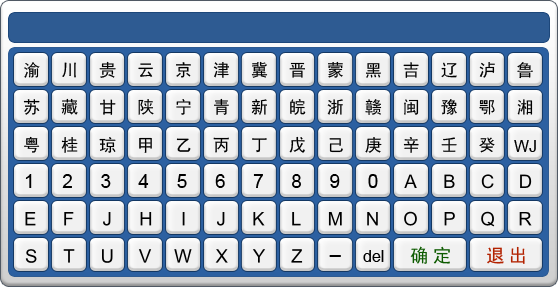 渝 川 贵 云 京 津 冀 晋 蒙 黑 吉 辽 泸 鲁
苏 藏 甘 陕 宁 青 新 皖 浙 赣 闽 豫 鄂 湘
粤 桂 琼 甲 乙 丙 丁 戊 己 庚 辛 壬 癸 WJ
1 2 3 4 5 6 7 8 9 0 A B C D
E F J H I J K L M N O P Q R
S T U V W X Y Z — del 确 定 退 出